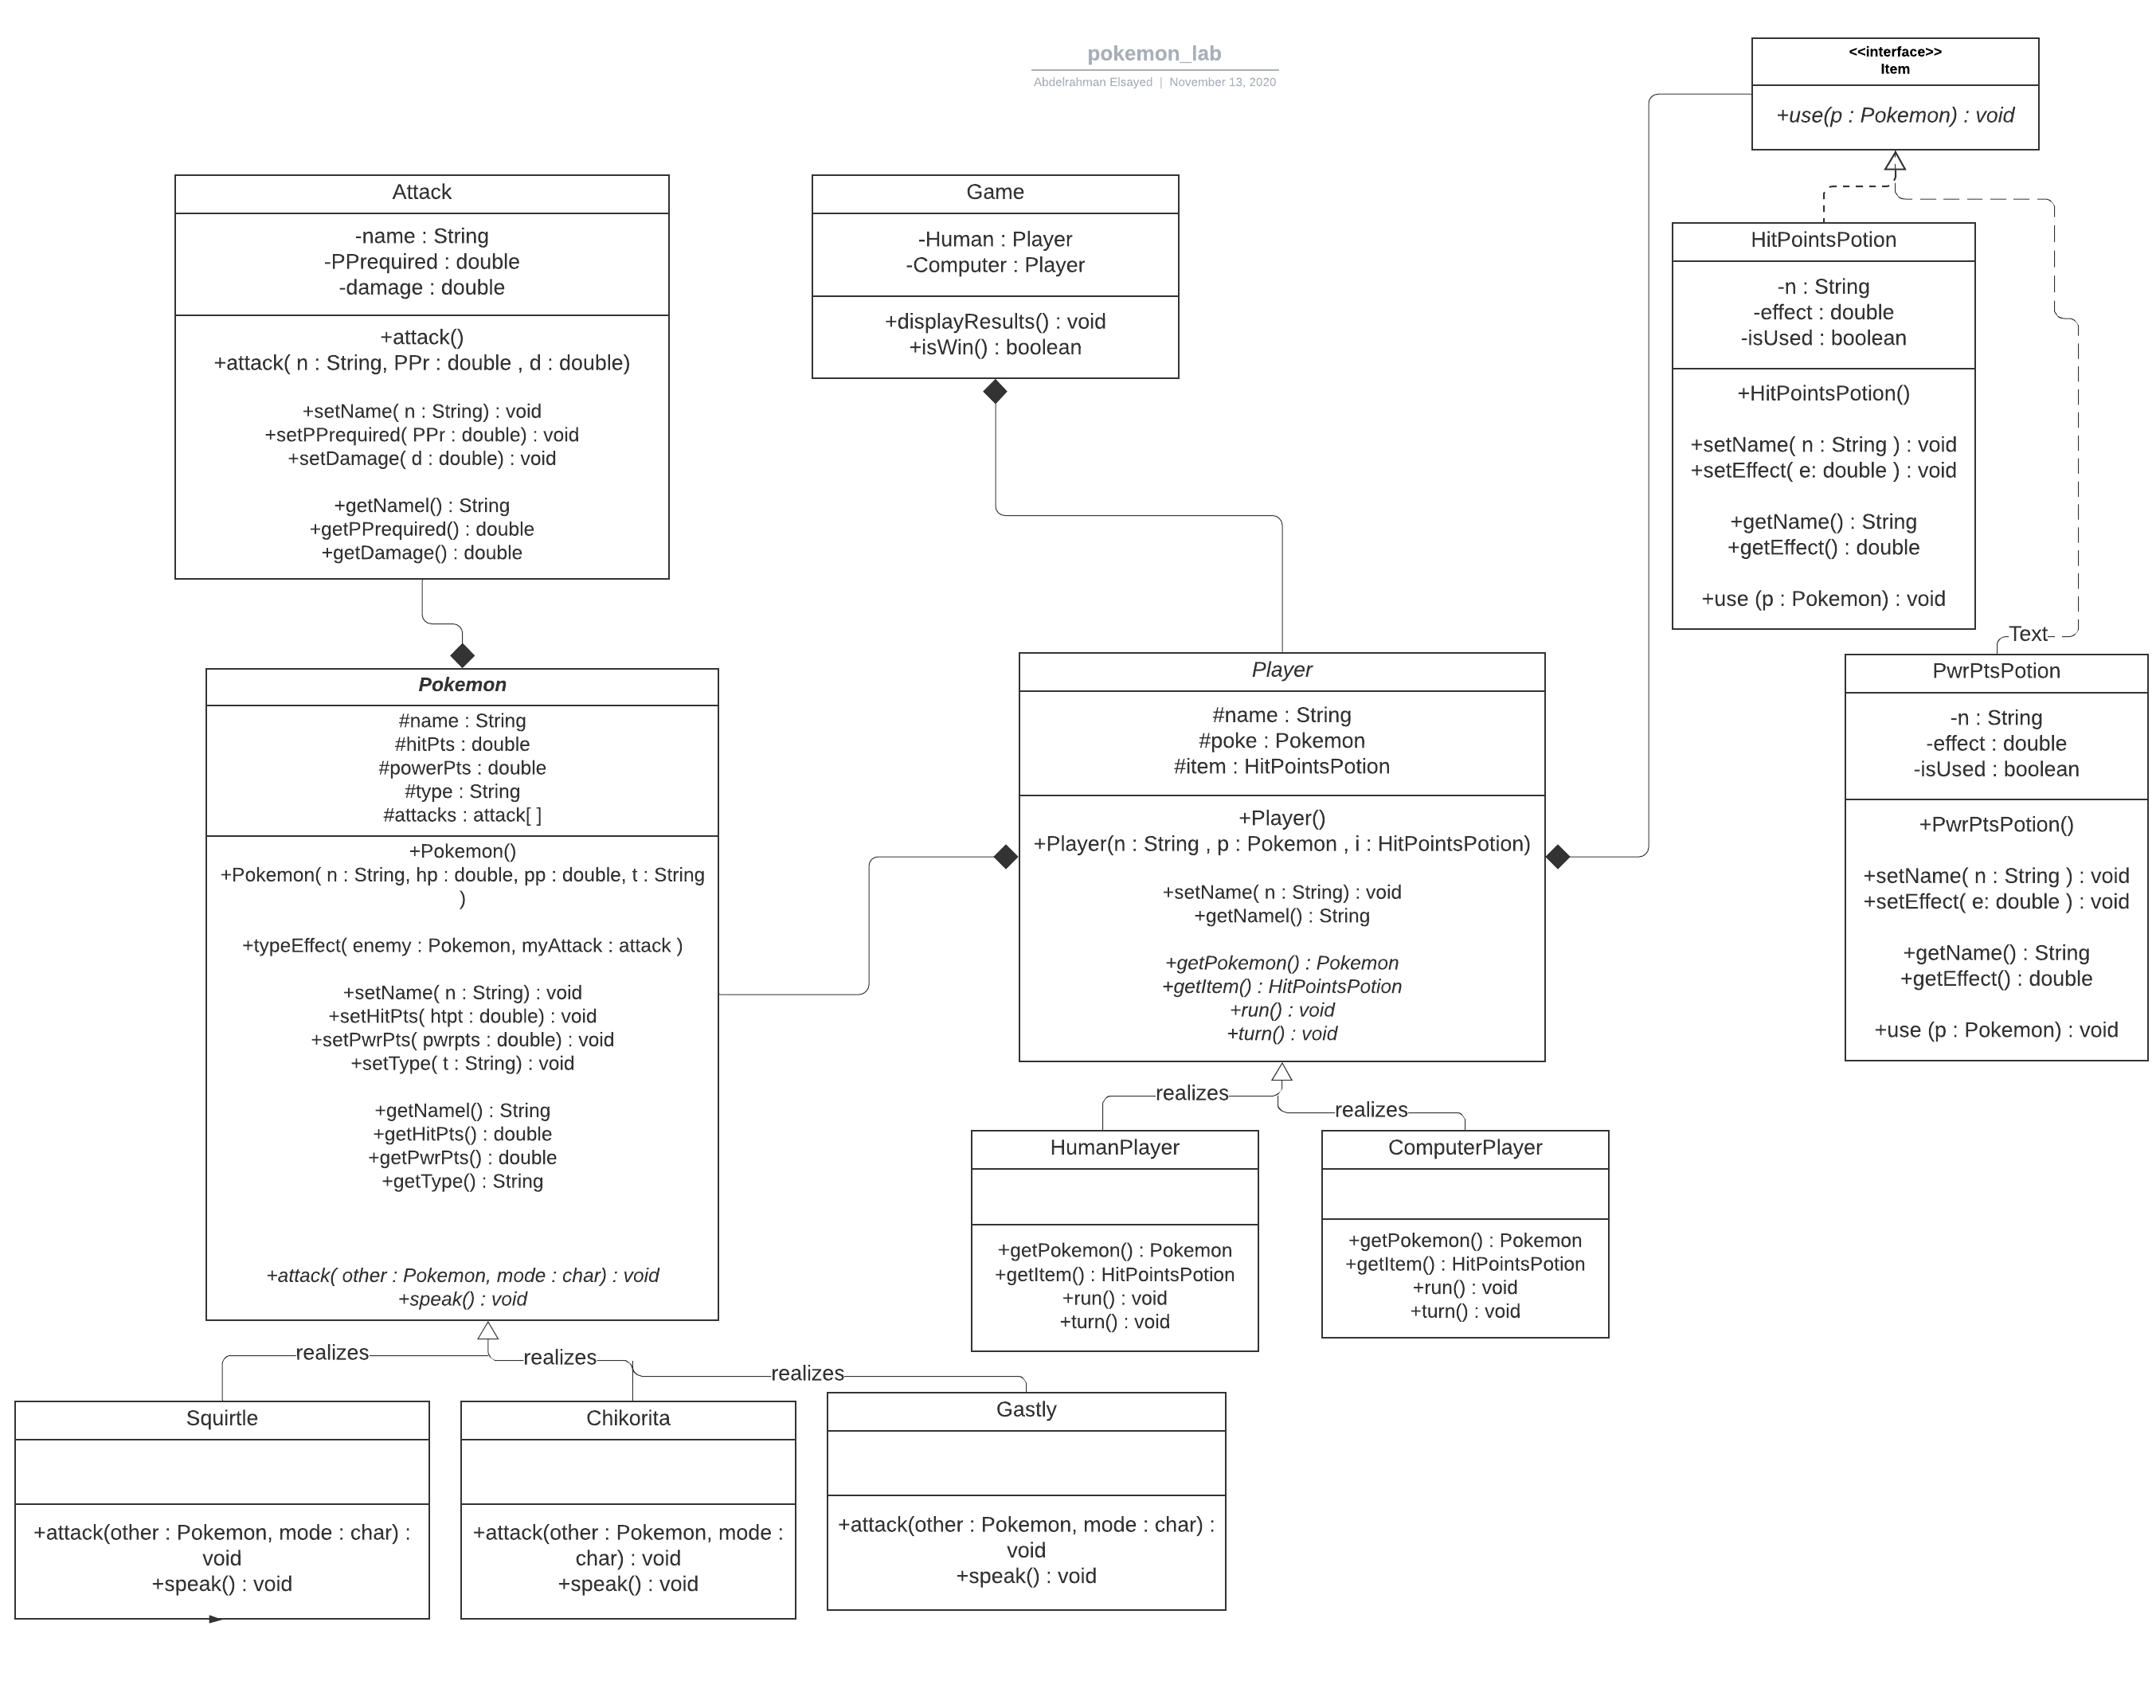 pokemon_lab
Abdelrahman Elsayed | November 13, 2020
<<interface>>
Item
+use(p : Pokemon) : void
Attack
-name : String
-PPrequired : double
-damage : double
+attack()
+attack( n : String, PPr : double , d : double)
+setName( n : String) : void
+setPPrequired( PPr : double) : void
+setDamage( d : double) : void
+getNamel() : String
+getPPrequired() : double
+getDamage() : double
Game
-Human : Player
-Computer : Player
+displayResults() : void
+isWin() : boolean
HitPointsPotion
-n : String
-effect : double
-isUsed : boolean
+HitPointsPotion()
+setName( n : String ) : void
+setEffect( e: double ) : void
+getName() : String
+getEffect() : double
+use (p : Pokemon) : void
Text
PwrPtsPotion
-n : String
-effect : double
-isUsed : boolean
+PwrPtsPotion()
+setName( n : String ) : void
+setEffect( e: double ) : void
+getName() : String
+getEffect() : double
+use (p : Pokemon) : void
Pokemon
#name : String
#hitPts : double
#powerPts : double
#type : String
#attacks : attack[ ]
+Pokemon()
+Pokemon( n : String, hp : double, pp : double, t : String
)
+typeEffect( enemy : Pokemon, myAttack : attack )
+setName( n : String) : void
+setHitPts( htpt : double) : void
+setPwrPts( pwrpts : double) : void
+setType( t : String) : void
+getNamel() : String
+getHitPts() : double
+getPwrPts() : double
+getType() : String
+attack( other : Pokemon, mode : char) : void
+speak() : void
Player
#name : String
#poke : Pokemon
#item : HitPointsPotion
+Player()
+Player(n : String , p : Pokemon , i : HitPointsPotion)
+setName( n : String) : void
+getNamel() : String
+getPokemon() : Pokemon
+getItem() : HitPointsPotion
+run() : void
+turn() : void
realizes
realizes
HumanPlayer
+getPokemon() : Pokemon
+getItem() : HitPointsPotion
+run() : void
+turn() : void
ComputerPlayer
+getPokemon() : Pokemon
+getItem() : HitPointsPotion
+run() : void
+turn() : void
realizes
realizes
realizes
Squirtle
+attack(other : Pokemon, mode : char) :
void
+speak() : void
Chikorita
+attack(other : Pokemon, mode :
char) : void
+speak() : void
Gastly
+attack(other : Pokemon, mode : char) :
void
+speak() : void